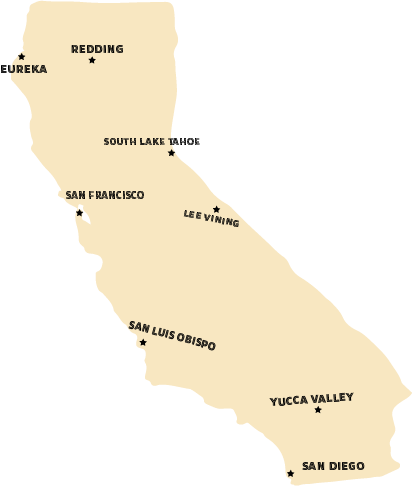 REDDING
EUREKA
SOUTH LAKE TAHOE
SAN FRANCISCO
LEE VINING
SAN LUIS OBISPO
YUCCA VALLEY
SAN DIEGO